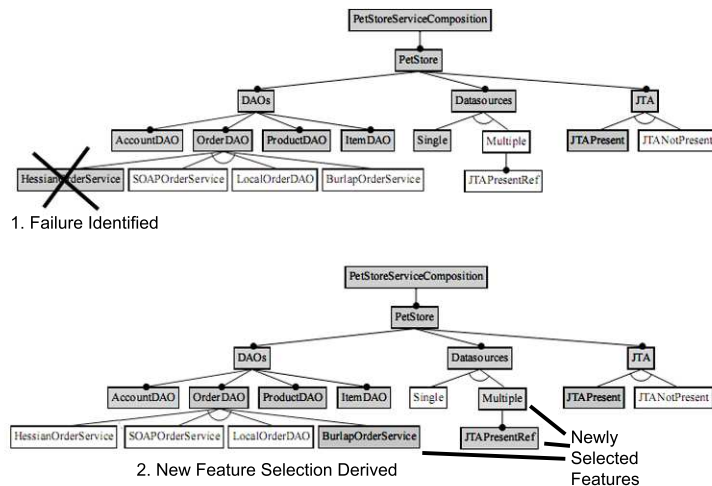 PetStoreServiceComposition
PetStore
DAOs Datasources JTA
AccountDAO OrderDAO ProductDAO ItemDAO Single Multiple JTAPresent JTANotPresent
HessianOrderService SOAPOrderService LocalOrderDAO BurlapOrderService JTAPresentRef
1. Failure Identified
PetStoreServiceComposition
PetStore
DAOs Datasources JTA
AccountDAO OrderDAO ProductDAO ItemDAO Single Multiple JTAPresent JTANotPresent
HessianOrderService SOAPOrderService LocalOrderDAO BurlapOrderService JTAPresentRef
Newly
Selected
Features
2. New Feature Selection Derived